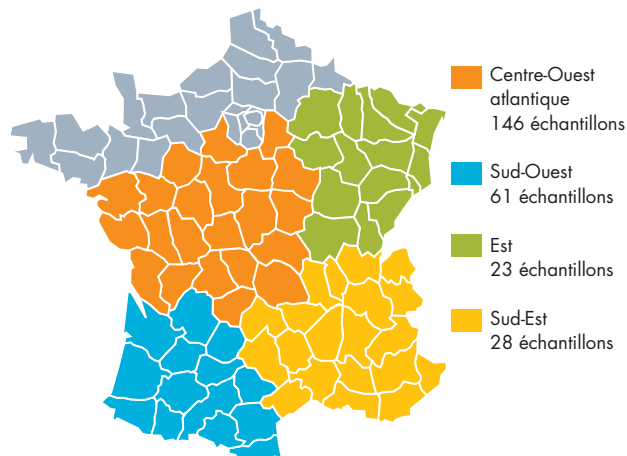 Centre-Ouest
atlantique
146 échantillons
Sud-Ouest
61 échantillons
Est
23 échantillons
Sud-Est
28 échantillons